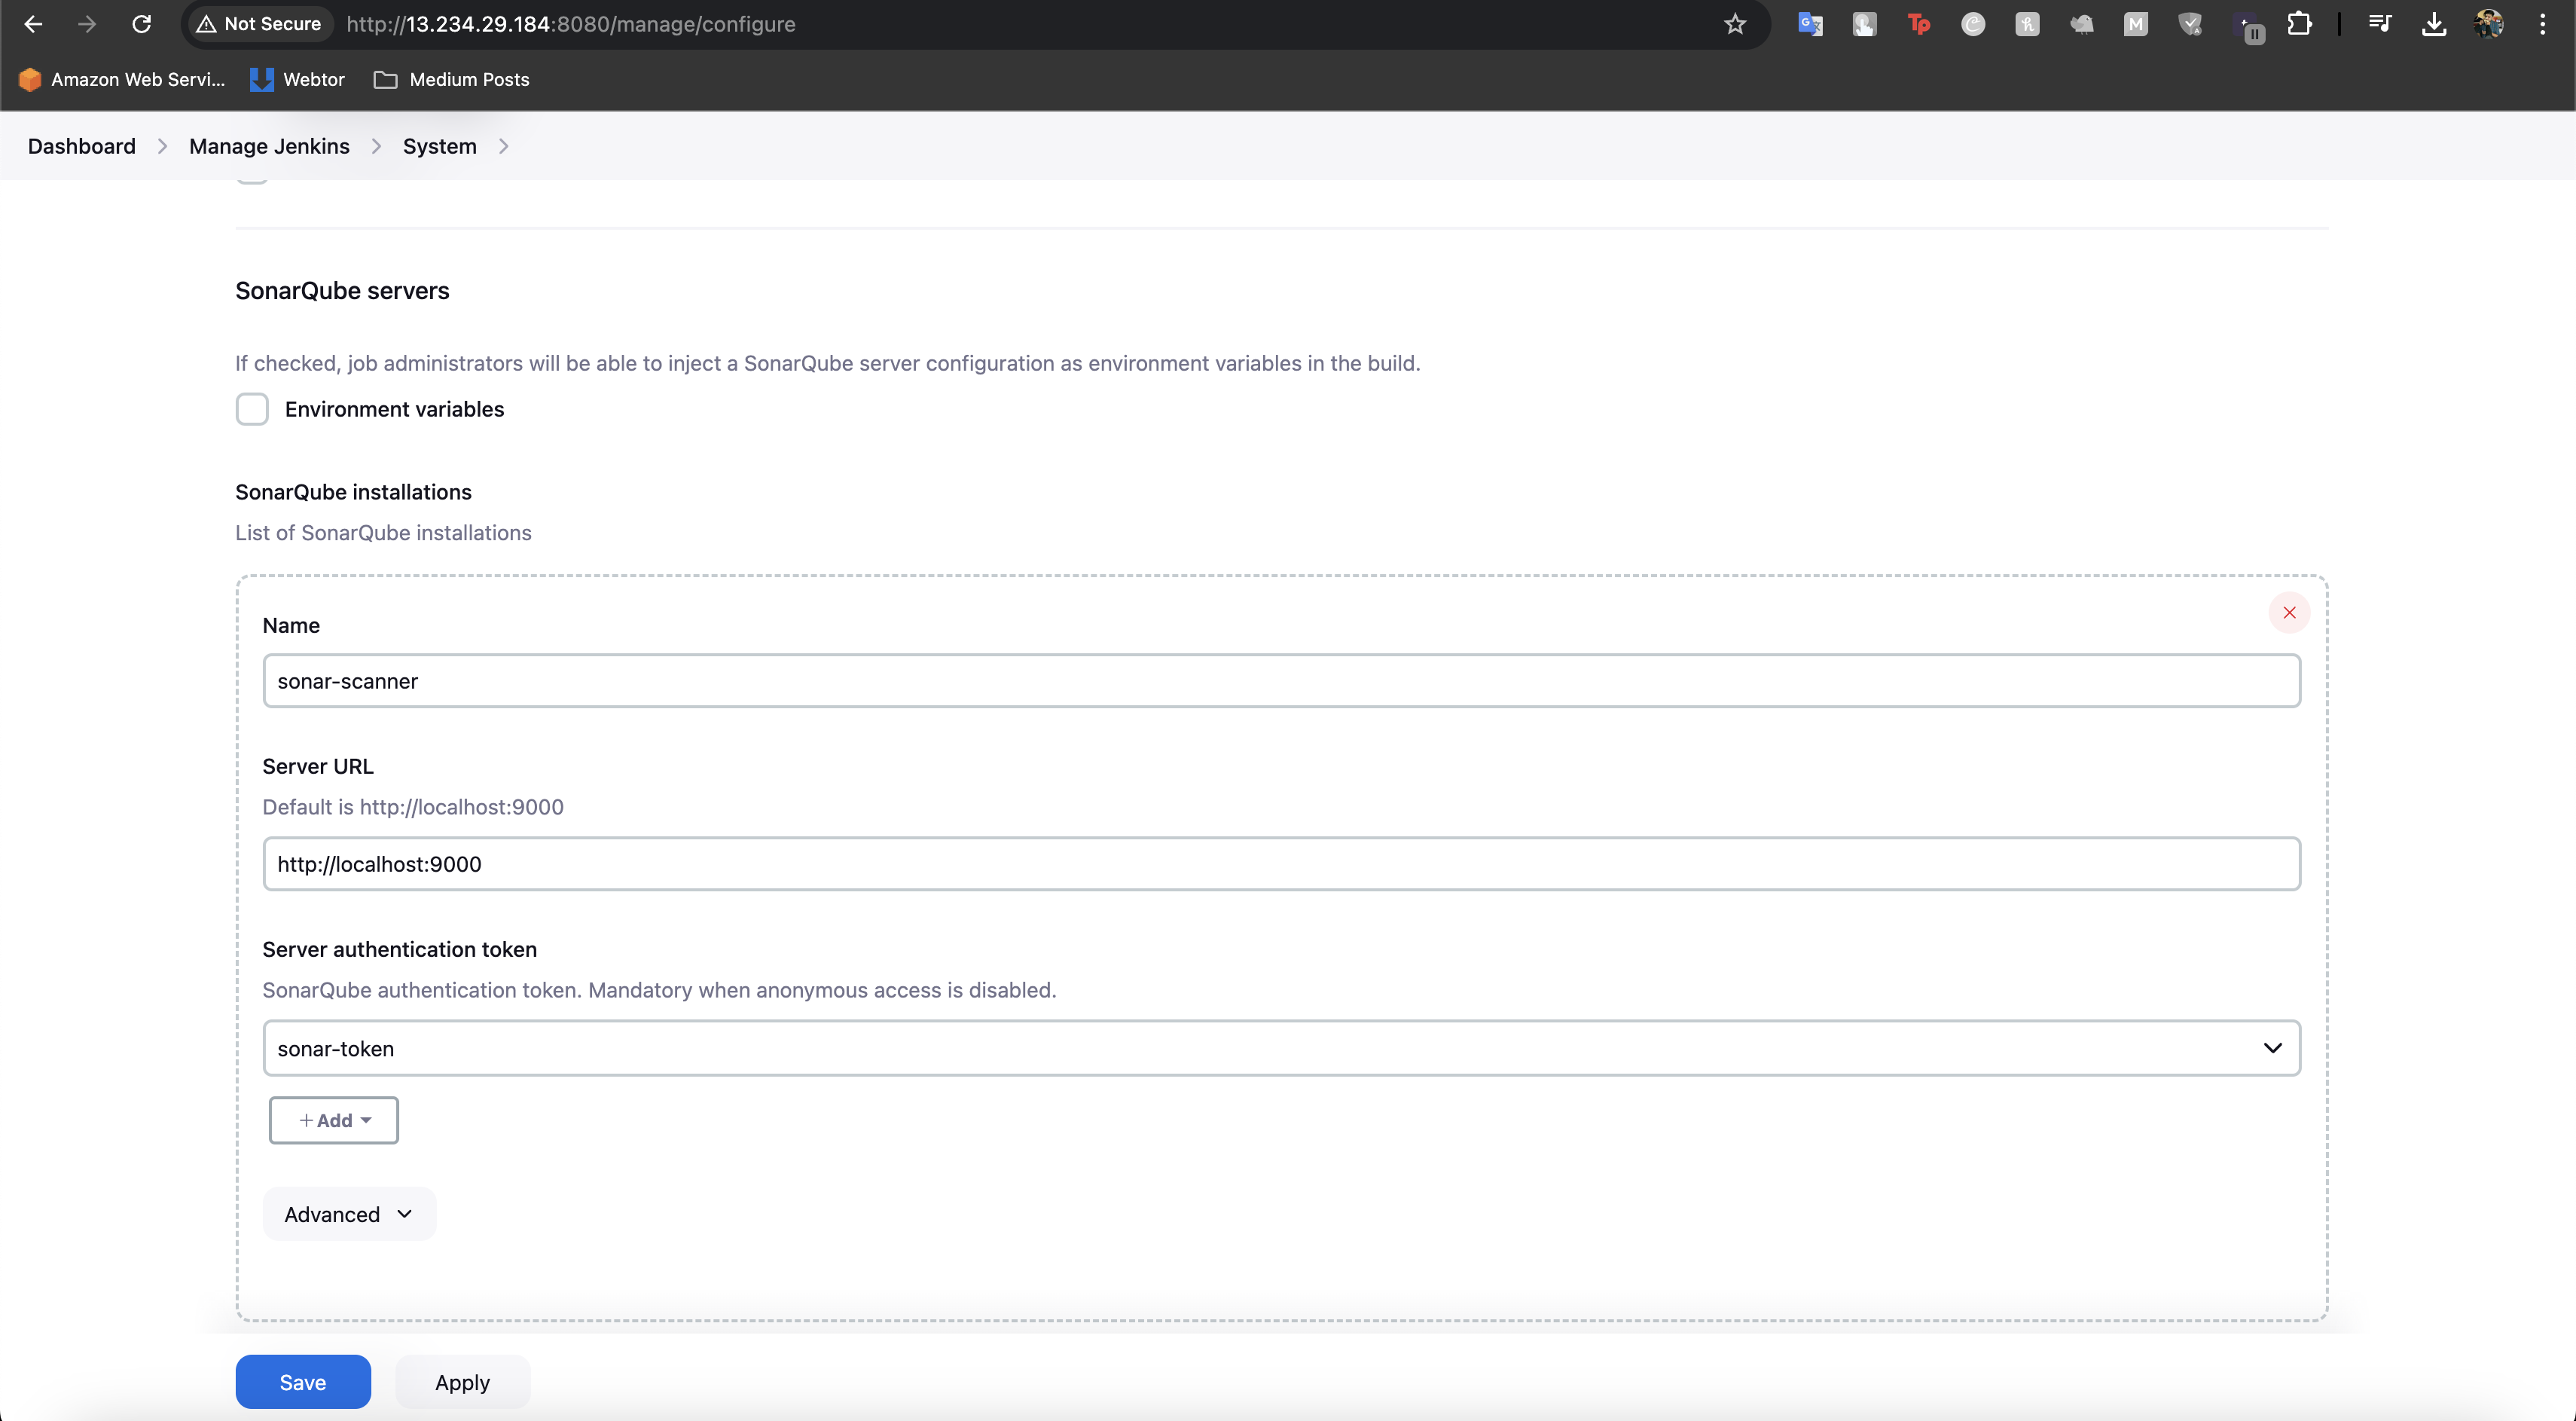 Not Secure http://13.234.29.184:8080/manage/configure
Amazon Web Servi... Webtor Medium Posts
Dashboard Manage Jenkins System
SonarQube servers
If checked, job administrators will be able to inject a SonarQube server configuration as environment variables in the build.
Environment variables
SonarQube installations
List of SonarQube installations
Name
sonar-scanner
Server URL
Default is http://localhost:9000
http://localhost:9000
Server authentication token
SonarQube authentication token. Mandatory when anonymous access is disabled.
sonar-token
+ Add
Advanced
Save Apply